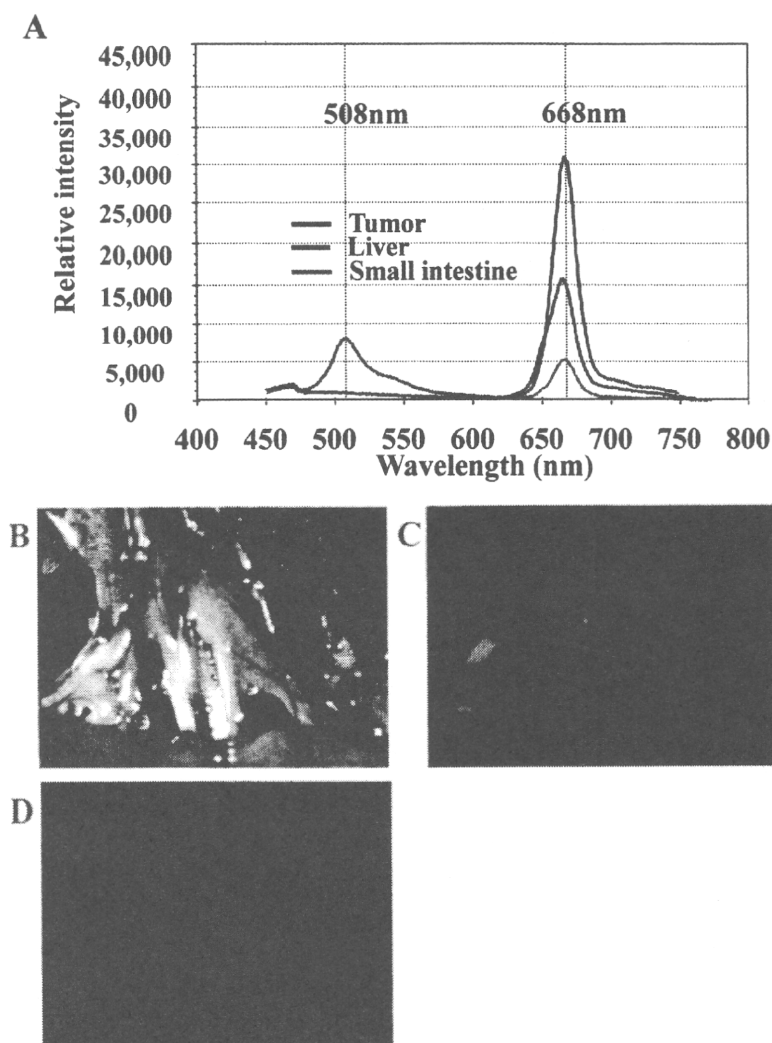 A
45,000
40,000
35,000
30,000
25,000
20,000
15,000
10,000
5,000
0
Relative intensity
508nm
668nm
Tumor
Liver
Small intestine
400 450 500 550 600 650 700 750 800
Wavelength (nm)
B
C
D